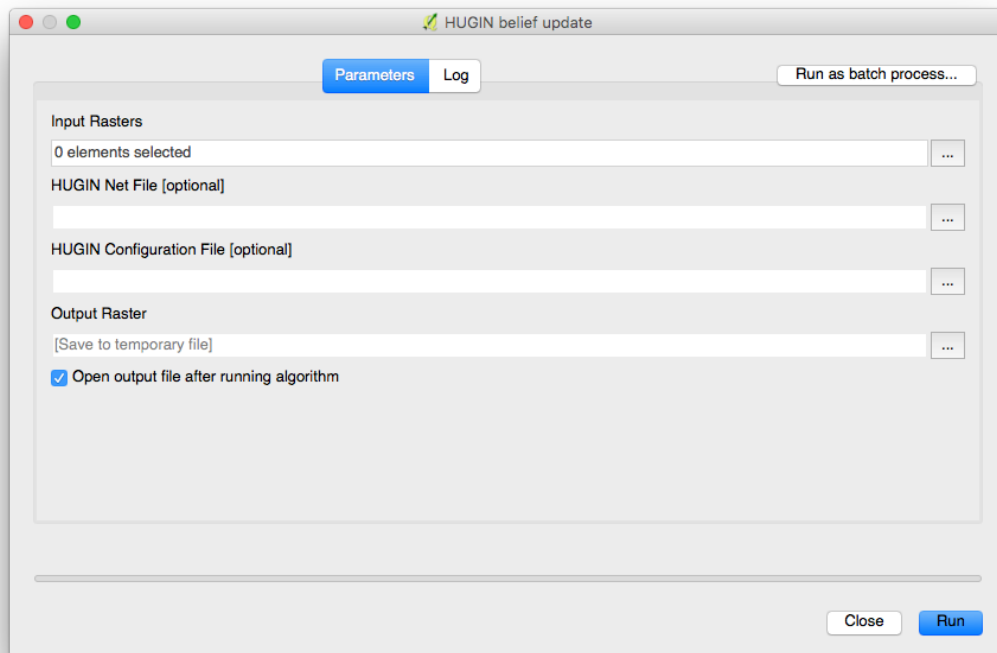 HUGIN belief update
Parameters Log Run as batch process...
Input Rasters
0 elements selected ...
HUGIN Net File [optional]
...
HUGIN Configuration File [optional]
...
Output Raster
[Save to temporary file] ...
Open output file after running algorithm
Close Run